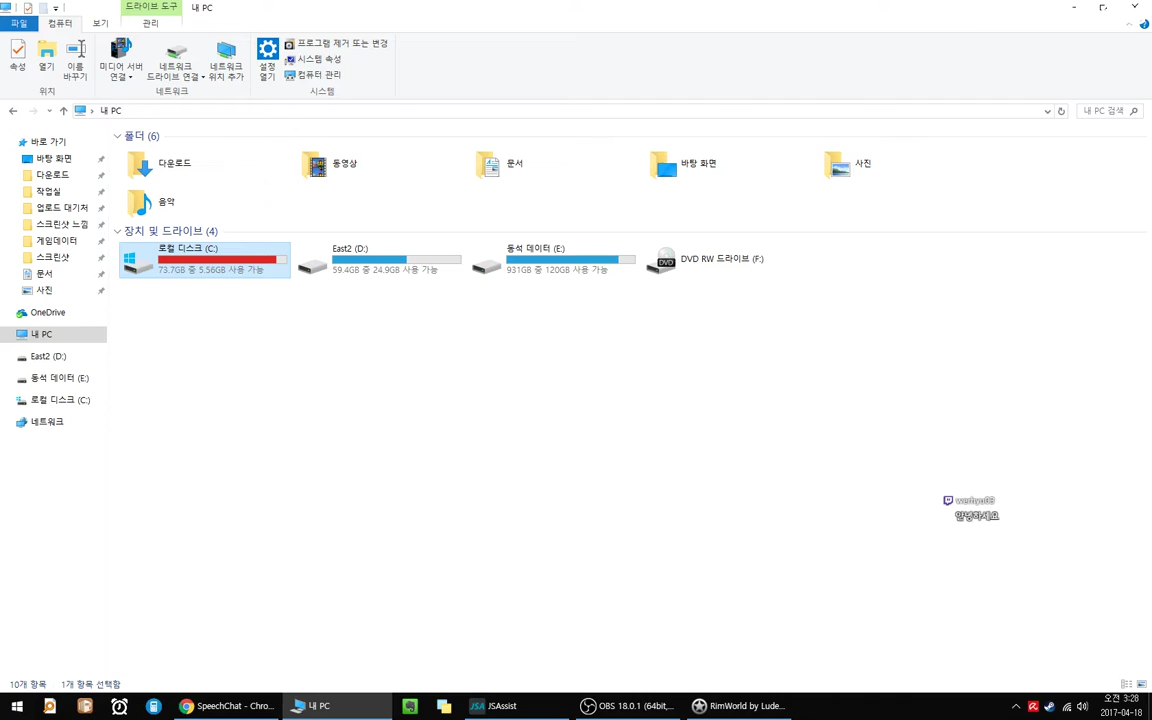 드라이브 도구
내 PC
파일
컴퓨터
보기
관리
속성
열기
이름
바꾸기
미디어 서버
연결
네트워크
드라이브 연결
네트워크
위치 추가
설정
열기
프로그램 제거 또는 변경
시스템 속성
컴퓨터 관리
위치
네트워크
시스템
내 PC
내 PC 검색
바로 가기
바탕 화면
다운로드
작업실
업로드 대기처
스크린샷 느낌
게임데이터
스크린샷
문서
사진
OneDrive
내 PC
East2 (D:)
동석 데이터 (E:)
로컬 디스크 (C:)
네트워크
폴더 (6)
다운로드
동영상
문서
바탕 화면
사진
음악
장치 및 드라이브 (4)
로컬 디스크 (C:)
73.7GB 중 5.56GB 사용 가능
East2 (D:)
59.4GB 중 24.9GB 사용 가능
동석 데이터 (E:)
931GB 중 120GB 사용 가능
DVD
DVD RW 드라이브 (F:)
werhyu03
안녕하세요
10개 항목
1개 항목 선택함
SpeechChat - Chro...
내 PC
JSA
JSAssist
OBS 18.0.1 (64bit,...
RimWorld by Lude...
오전 3:28
2017-04-18